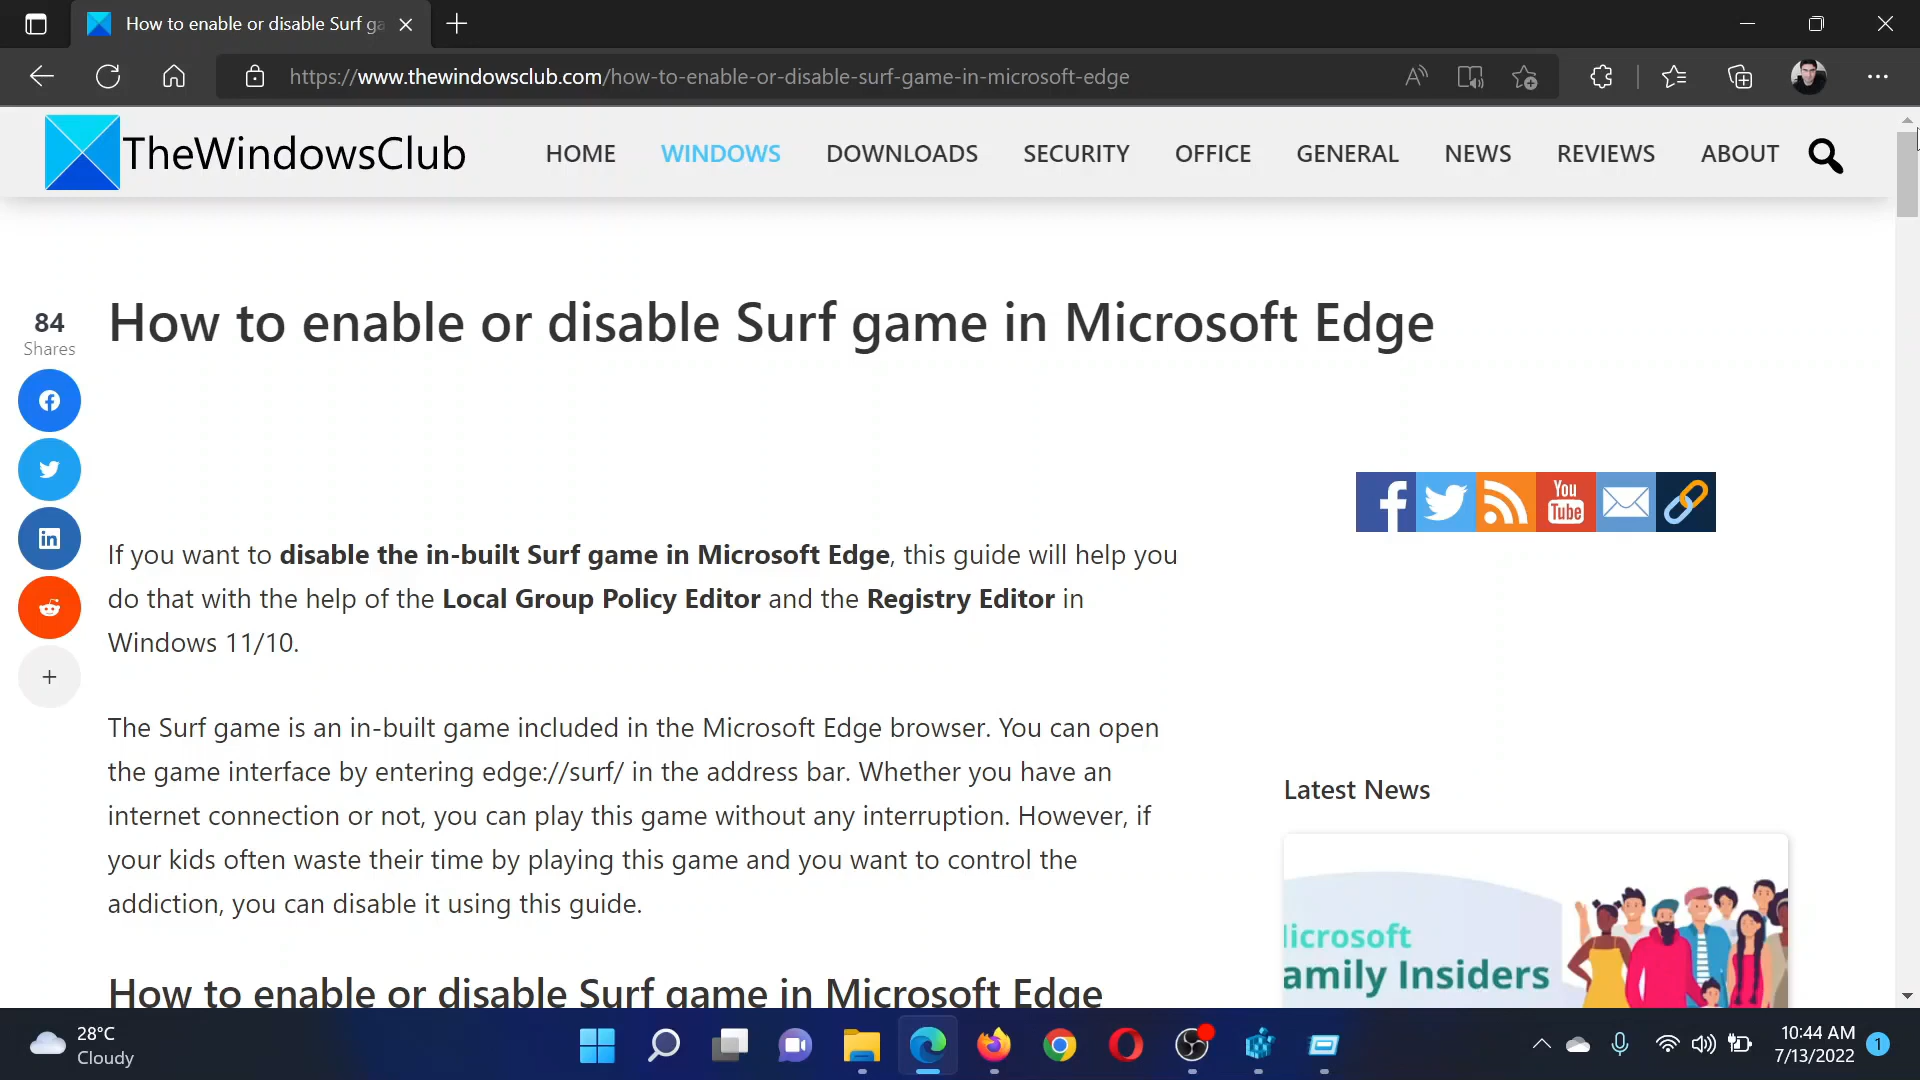 How to enable or disable Surf ga
https://www.thewindowsclub.com/how-to-enable-or-disable-surf-game-in-microsoft-edge
TheWindowsClub
HOME WINDOWS DOWNLOADS SECURITY OFFICE GENERAL NEWS REVIEWS ABOUT
84
Shares
How to enable or disable Surf game in Microsoft Edge
You
Tube
If you want to disable the in-built Surf game in Microsoft Edge, this guide will help you
do that with the help of the Local Group Policy Editor and the Registry Editor in
Windows 11/10.
The Surf game is an in-built game included in the Microsoft Edge browser. You can open
the game interface by entering edge://surf/ in the address bar. Whether you have an
internet connection or not, you can play this game without any interruption. However, if
your kids often waste their time by playing this game and you want to control the
addiction, you can disable it using this guide.
Latest News
icrosoft
amily Insiders
How to enable or disable Surf game in Microsoft Edge
28°C
Cloudy
10:44 AM
7/13/2022
1